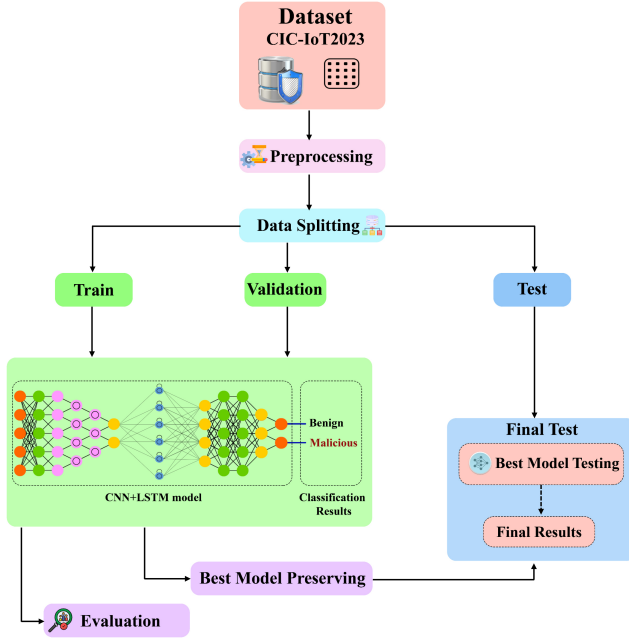 Dataset
CIC-IoT2023
Preprocessing
Data Splitting
Train
Validation
Test
Benign
Malicious
CNN+LSTM model
Classification
Results
Final Test
Best Model Testing
Final Results
Best Model Preserving
Evaluation